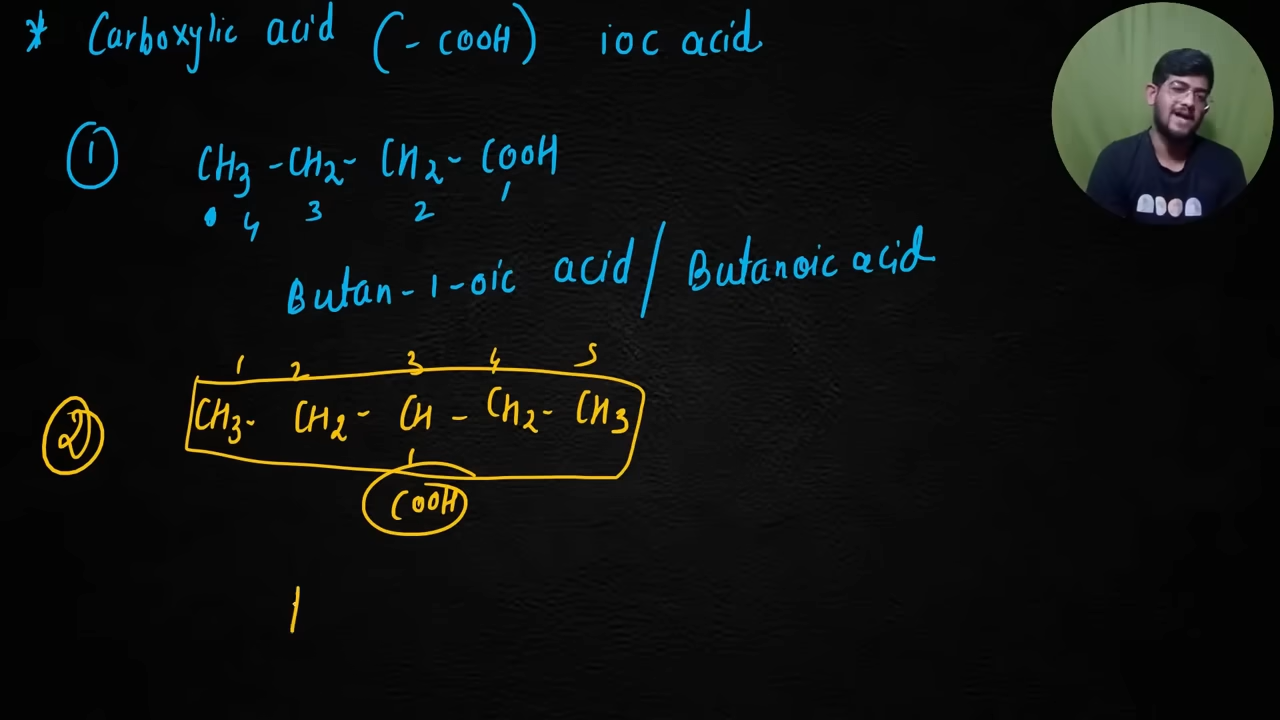 * Carboxylic acid (-COOH) ioc acid
① CH3-CH2-CH2-COOH
4 3 2 1
Butan-1-oic acid/Butanoic acid
1 2 3 4 5
② CH3-CH2-CH-CH2-CH3
COOH